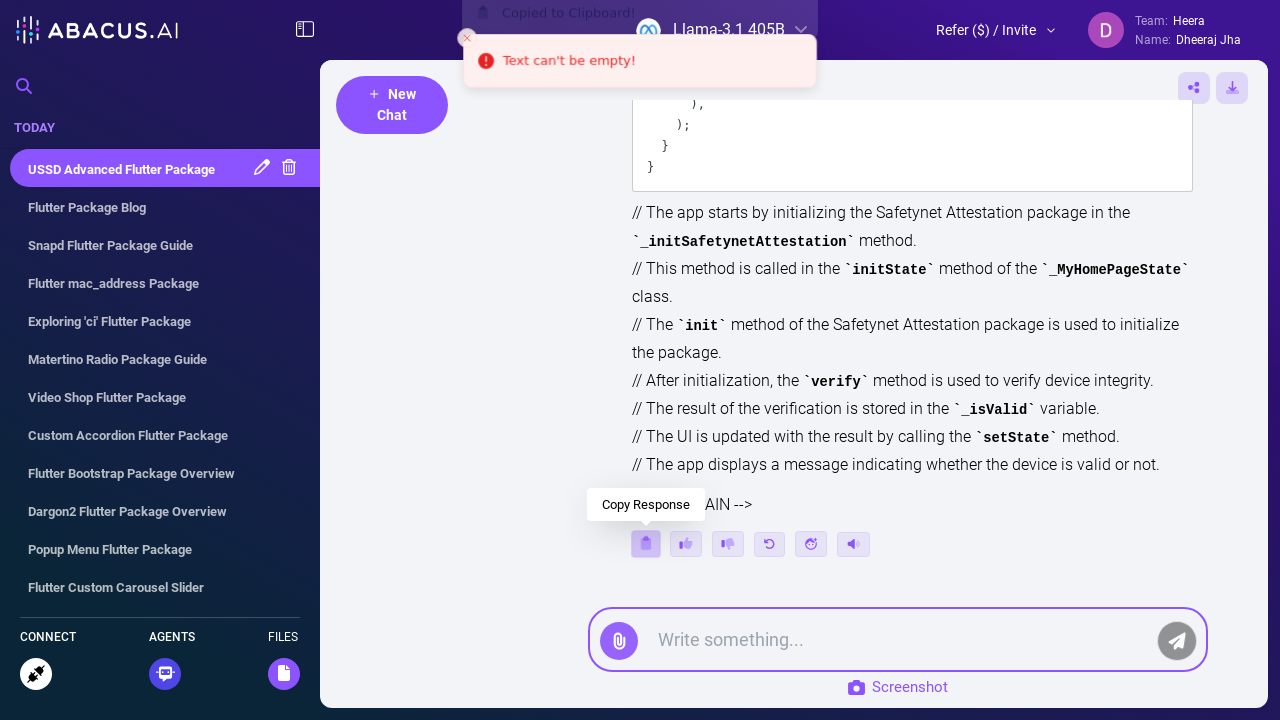 ABACUS.AI
Copied to Clipboard!
Llama-3.1 405B
Text can't be empty!
Refer ($) / Invite
D
Team: Heera
Name: Dheeraj Jha
TODAY
USSD Advanced Flutter Package
Flutter Package Blog
Snapd Flutter Package Guide
Flutter mac_address Package
Exploring 'ci' Flutter Package
Matertino Radio Package Guide
Video Shop Flutter Package
Custom Accordion Flutter Package
Flutter Bootstrap Package Overview
Dargon2 Flutter Package Overview
Popup Menu Flutter Package
Flutter Custom Carousel Slider
CONNECT
AGENTS
FILES
+ New
Chat
),
);
}
}
// The app starts by initializing the Safetynet Attestation package in the
`_initSafetynetAttestation` method.
// This method is called in the `initState` method of the `_MyHomePageState`
class.
// The `init` method of the Safetynet Attestation package is used to initialize
the package.
// After initialization, the `verify` method is used to verify device integrity.
// The result of the verification is stored in the `_isValid` variable.
// The UI is updated with the result by calling the `setState` method.
// The app displays a message indicating whether the device is valid or not.
Copy Response
AIN -->
Write something...
Screenshot